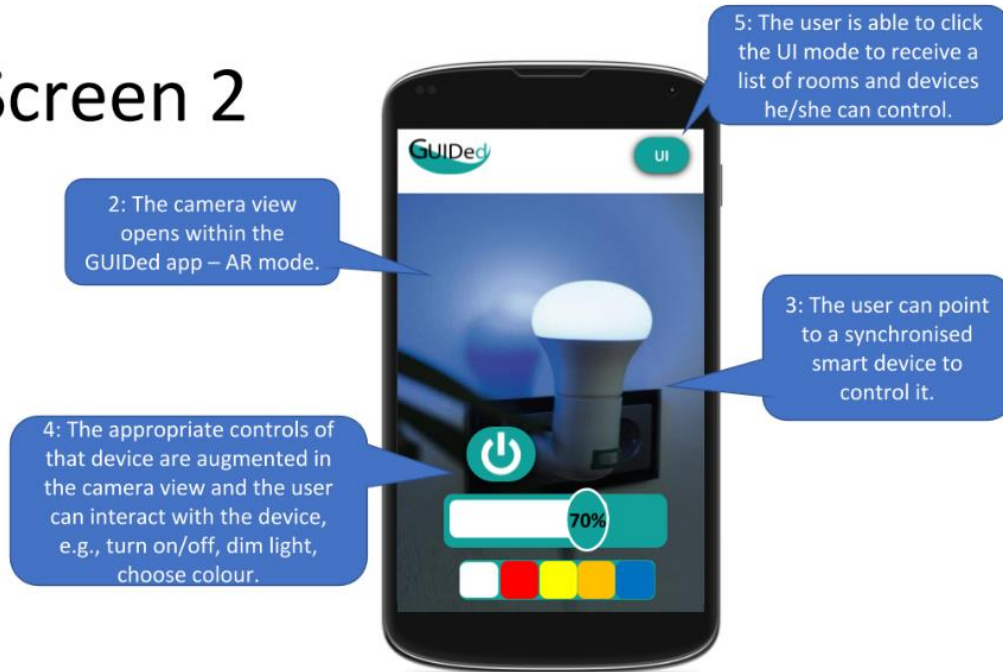 Screen 2
5: The user is able to click
the UI mode to receive a
list of rooms and devices
he/she can control.
GUIDed
UI
2: The camera view
opens within the
GUIDed app – AR mode.
3: The user can point
to a synchronised
smart device to
control it.
4: The appropriate controls of
that device are augmented in
the camera view and the user
can interact with the device,
e.g., turn on/off, dim light,
choose colour.
70%